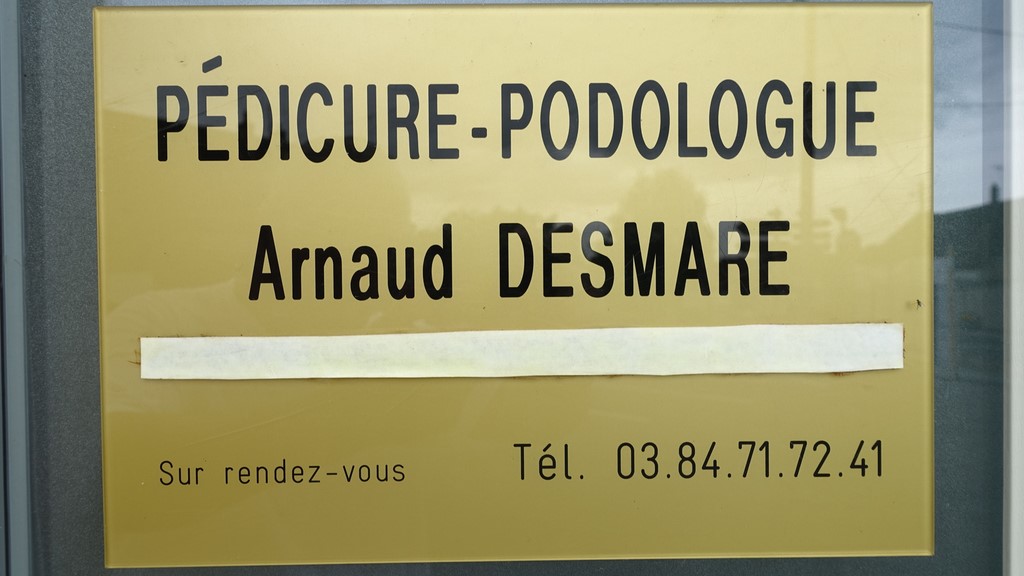 PÉDICURE-PODOLOGUE
Arnaud DESMARE
Sur rendez-vous Tél. 03.84.71.72.41